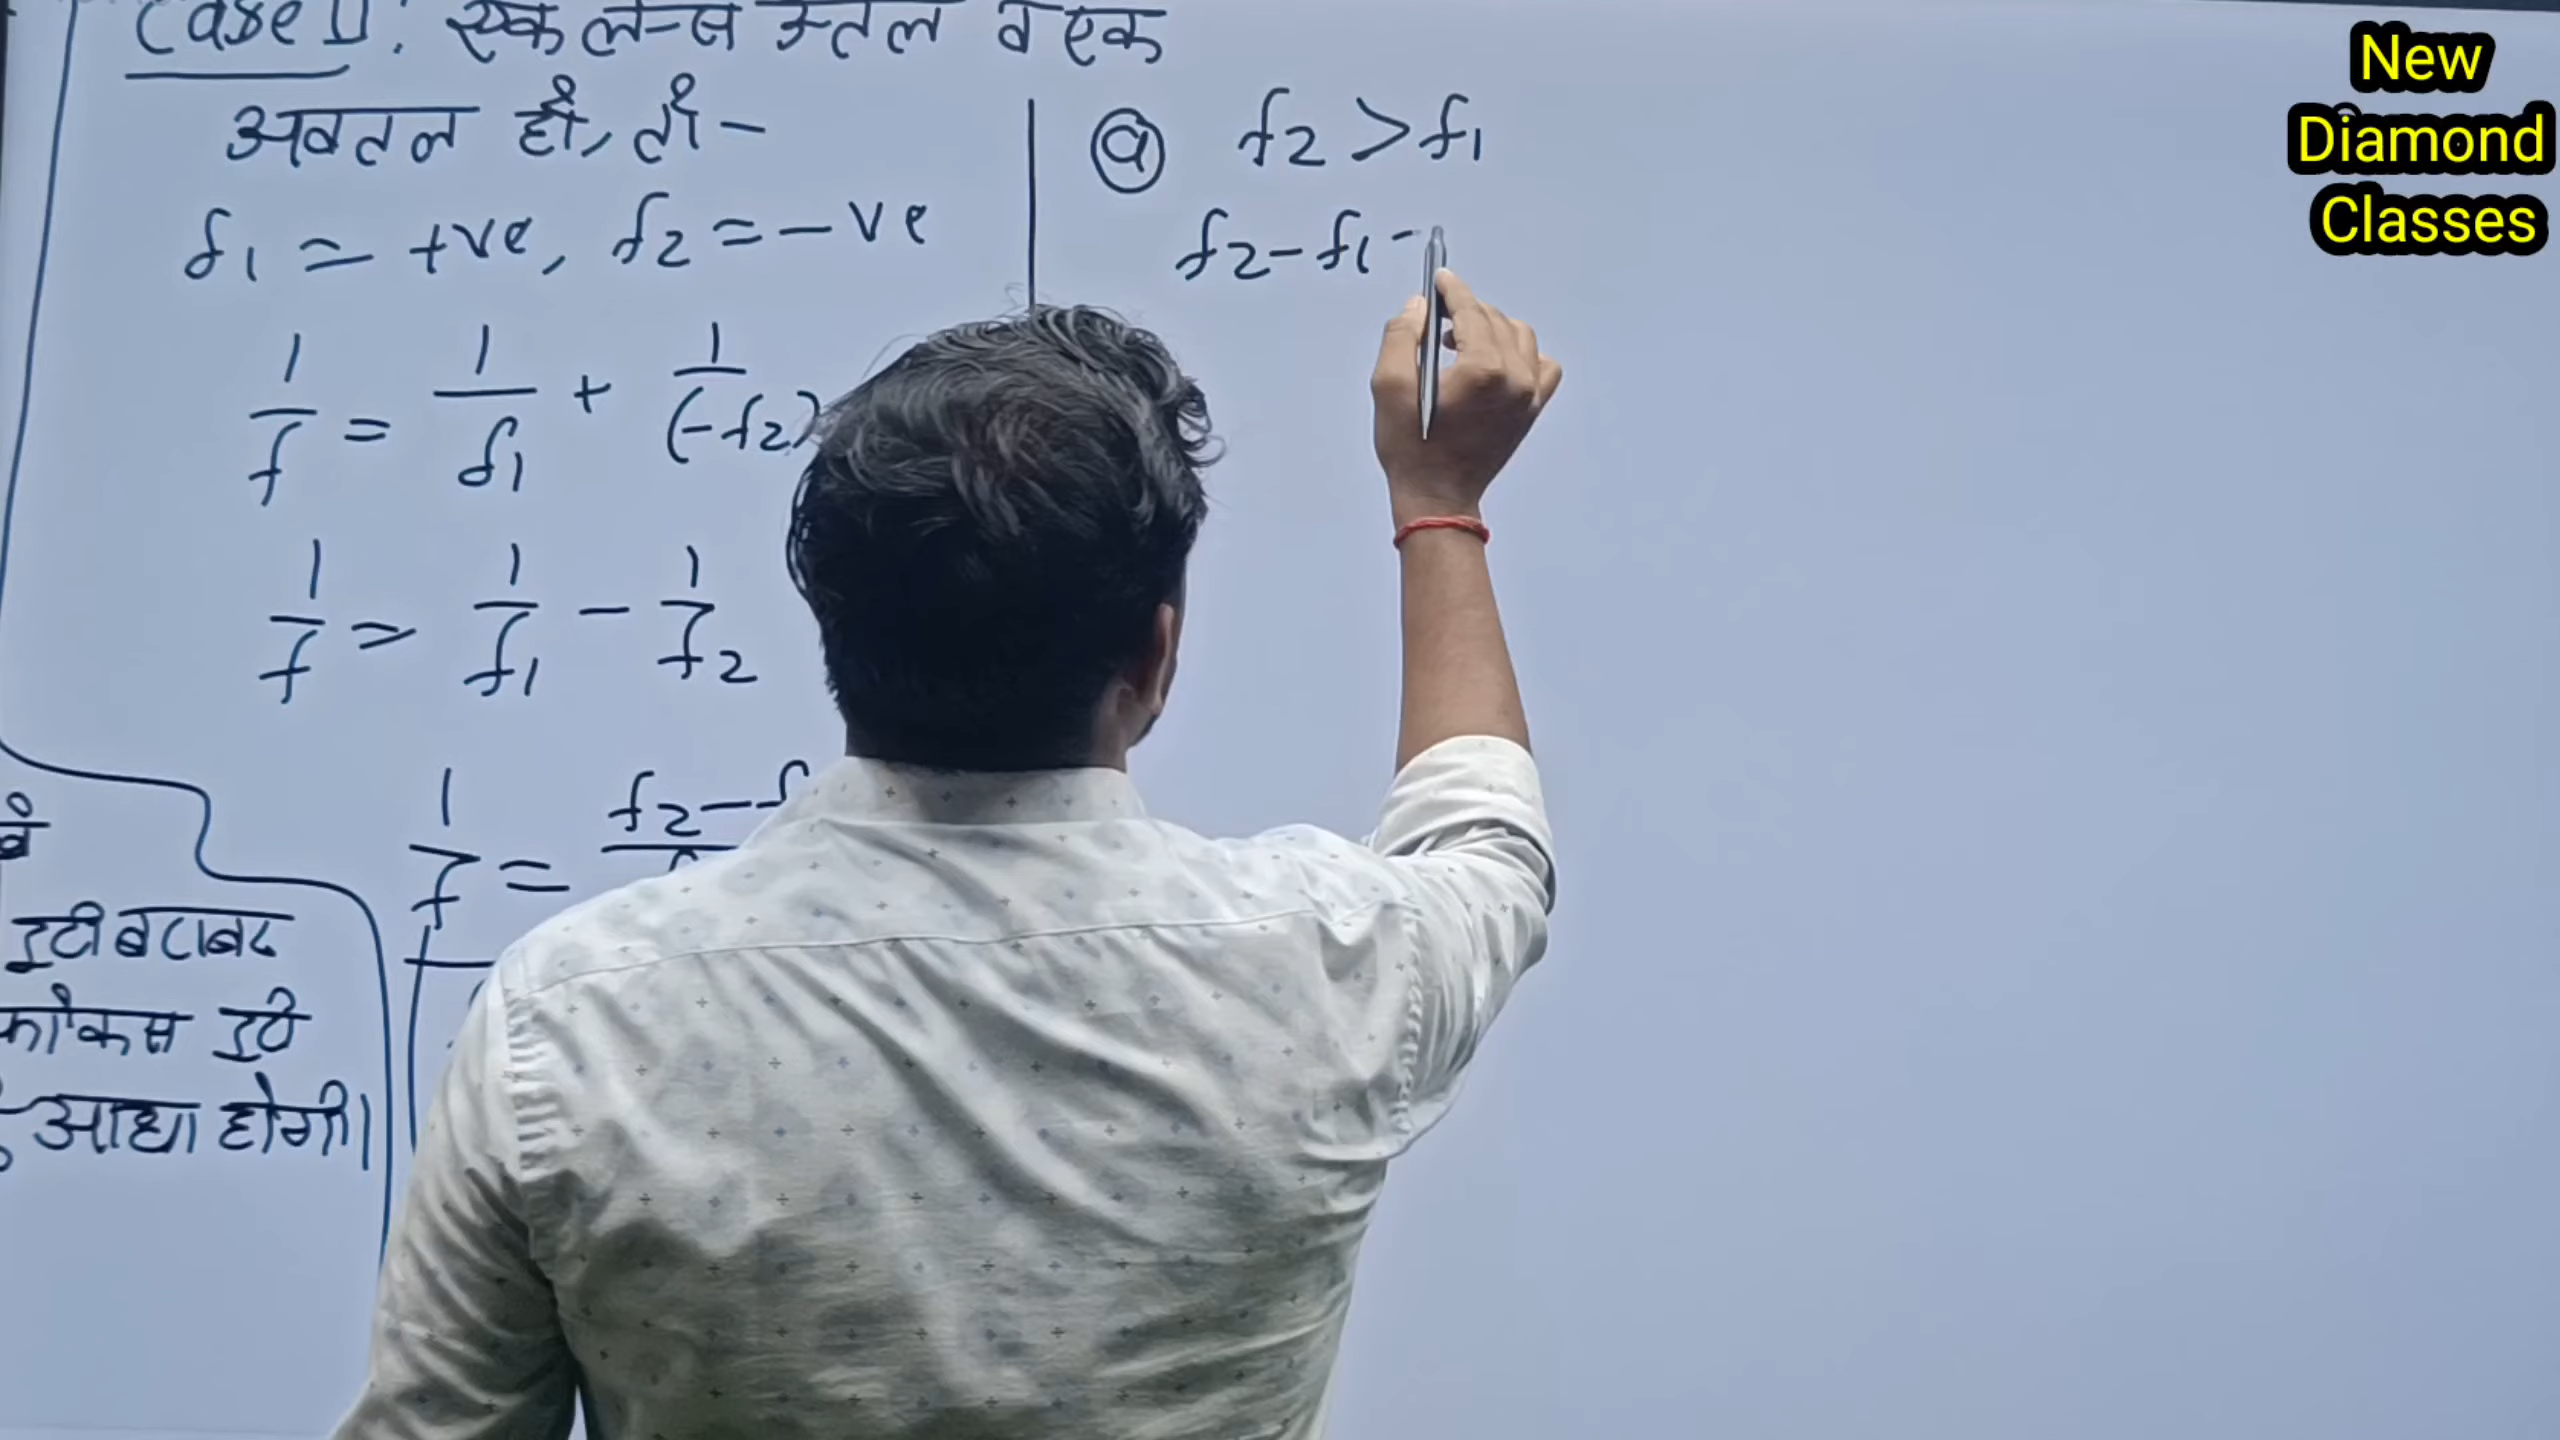 Case II: एक लेन्स उत्तल व एक
अवतल हो, तो -
f1 = +ve, f2 = -ve
1/f = 1/f1 + 1/(-f2)
1/f = 1/f1 - 1/f2
1/f = f2 - f
बराबर
फोकस
आधा होगी।
ⓐ f2 > f1
f2 - f1 -
New
Diamond
Classes